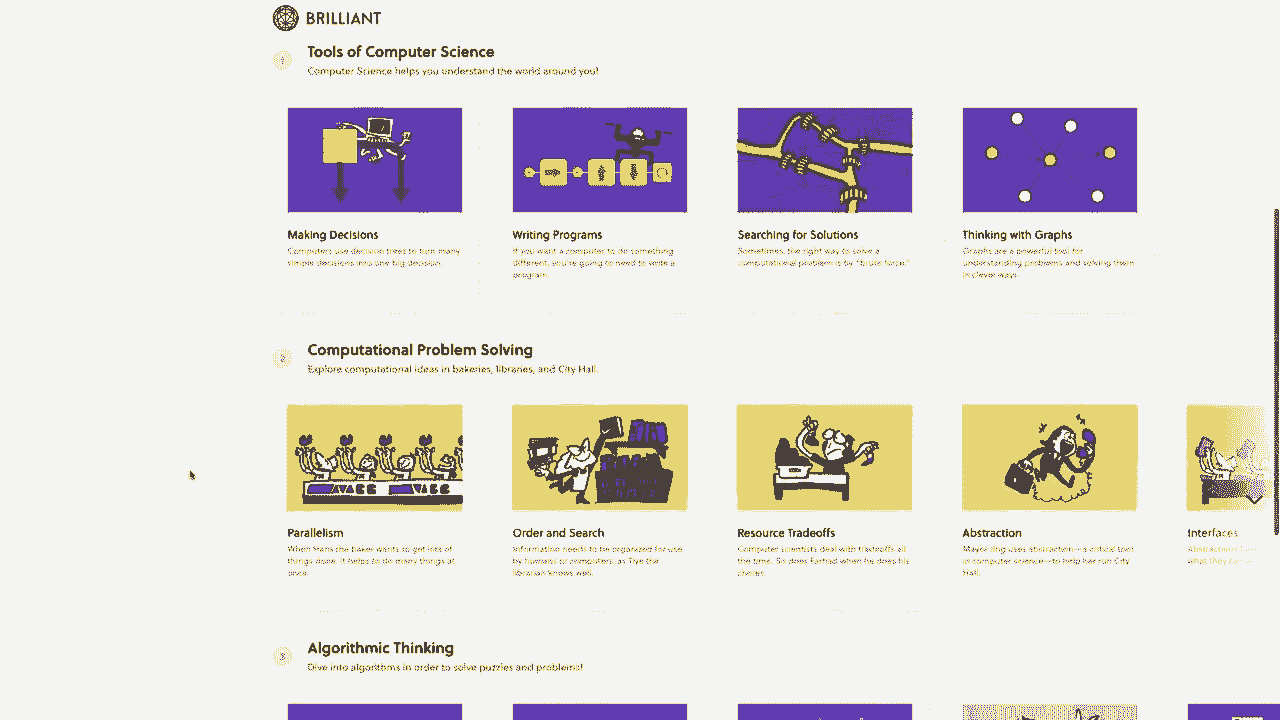 BRILLIANT
1
Tools of Computer Science
Computer Science helps you understand the world around you!
Making Decisions
Computers use decision trees to turn many
simple decisions into one big decision.
Writing Programs
If you want a computer to do something
different, you're going to need to write a
program.
Searching for Solutions
Sometimes, the right way to solve a
computational problem is by "brute force."
Thinking with Graphs
Graphs are a powerful tool for
understanding problems and solving them
in clever ways.
2
Computational Problem Solving
Explore computational ideas in bakeries, libraries, and City Hall.
Parallelism
When Hans the baker wants to get lots of
things done, it helps to do many things at
once.
Order and Search
Information needs to be organized for use
by humans or computers, as the
librarian knows well.
Resource Tradeoffs
Computer scientists deal with tradeoffs all
the time. So does Farhad when he does his
chores.
Abstraction
Mayor uses abstraction—a critical tool
in computer science—to help her run City
Hall.
Interfaces
Abstractions
what they
3
Algorithmic Thinking
Dive into algorithms in order to solve puzzles and problems!